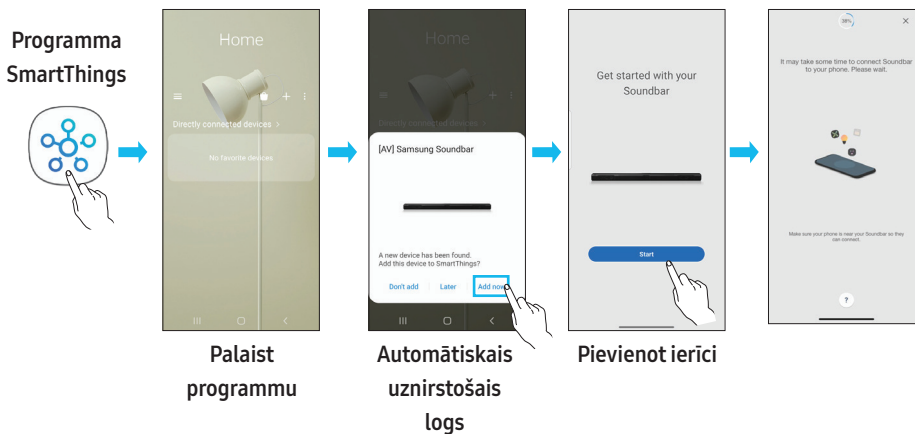 Programma
SmartThings
Home
Directly connected devices >
No favorite devices
Palaist
programmu
Home
Directly connected devices >
[AV] Samsung Soundbar
A new device has been found.
Add this device to SmartThings?
Don't add
Later
Add now
Automātiskais
uznirstošais
logs
Get started with your
Soundbar
Start
Pievienot ierīci
38%
It may take some time to connect Soundbar
to your phone. Please wait.
Make sure your phone is near your Soundbar so they
can connect.
?